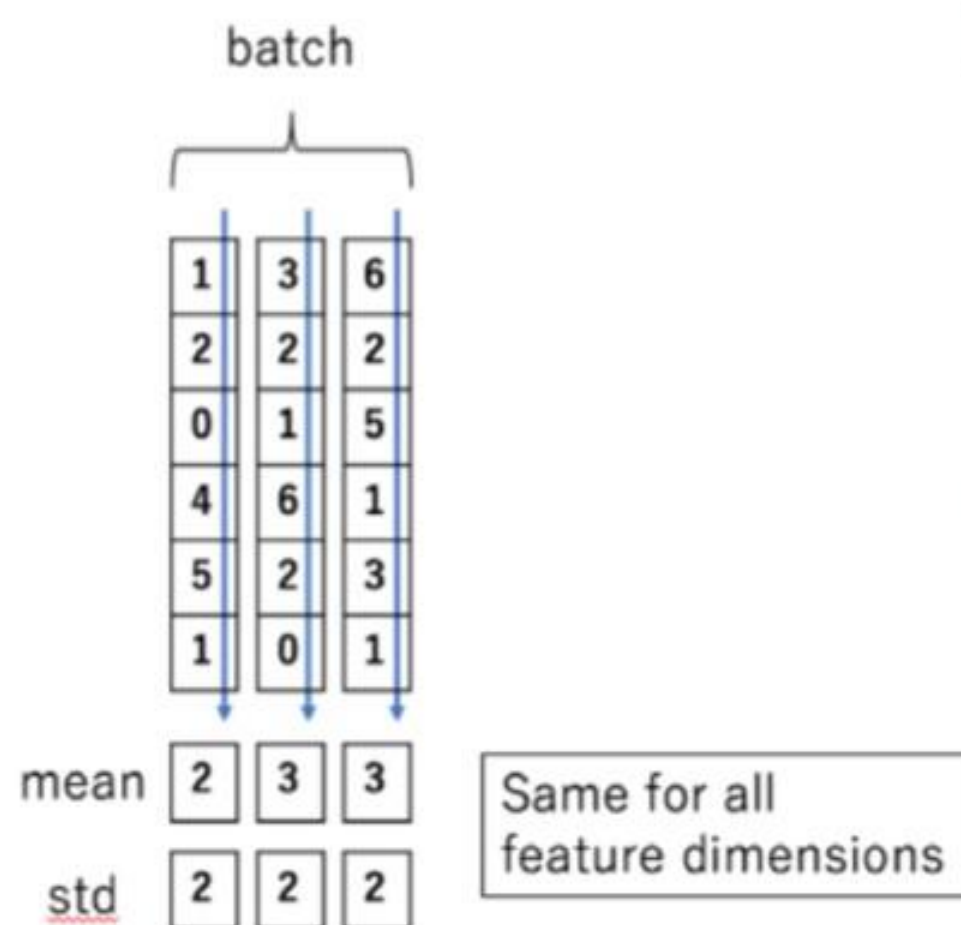 batch
1 3 6
2 2 2
0 1 5
4 6 1
5 2 3
1 0 1
mean 2 3 3
Same for all
feature dimensions
std 2 2 2